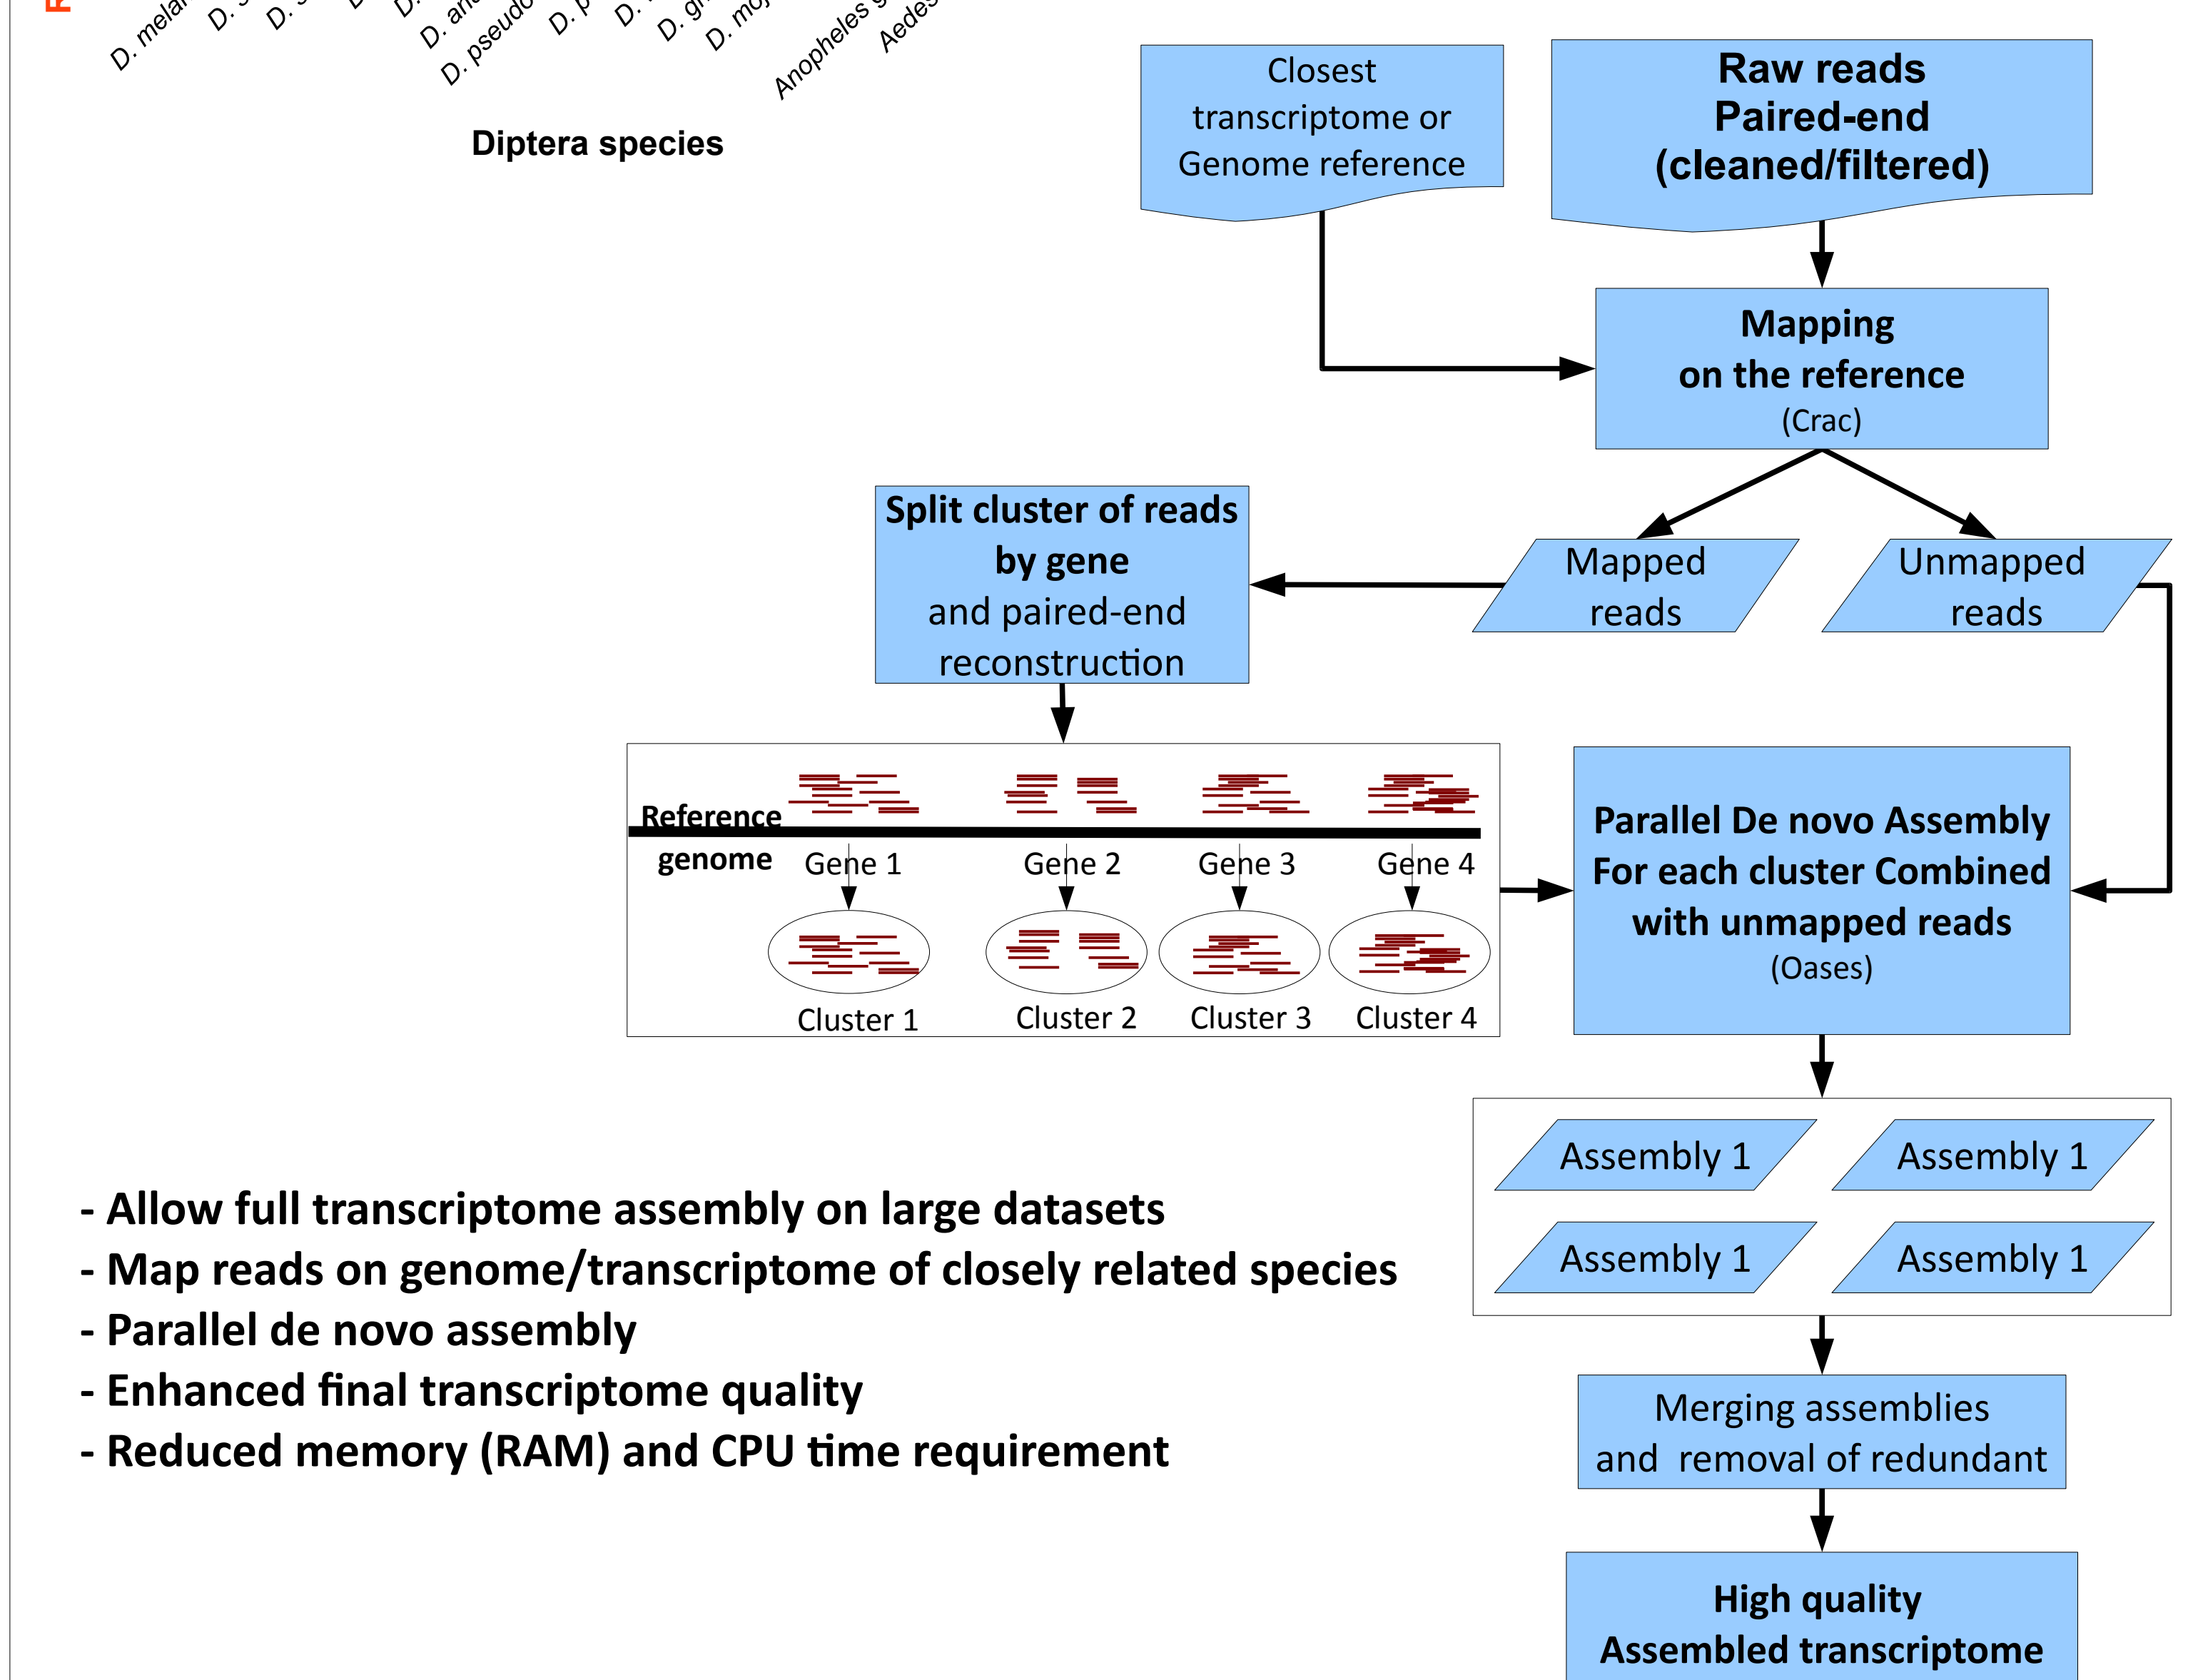 D.
D.
D.
D.
D.
D.
Anopheles
Aedes
Diptera species
Closest
transcriptome or
Genome reference
Raw reads
Paired-end
(cleaned/filtered)
Mapping
on the reference
(Crac)
Split cluster of reads
by gene
and paired-end
reconstruction
Mapped
reads
Unmapped
reads
Reference
genome
Gene 1
Gene 2
Gene 3
Gene 4
Cluster 1
Cluster 2
Cluster 3
Cluster 4
Parallel De novo Assembly
For each cluster Combined
with unmapped reads
(Oases)
Assembly 1
Assembly 1
Assembly 1
Assembly 1
- Allow full transcriptome assembly on large datasets
- Map reads on genome/transcriptome of closely related species
- Parallel de novo assembly
- Enhanced final transcriptome quality
- Reduced memory (RAM) and CPU time requirement
Merging assemblies
and removal of redundant
High quality
Assembled transcriptome